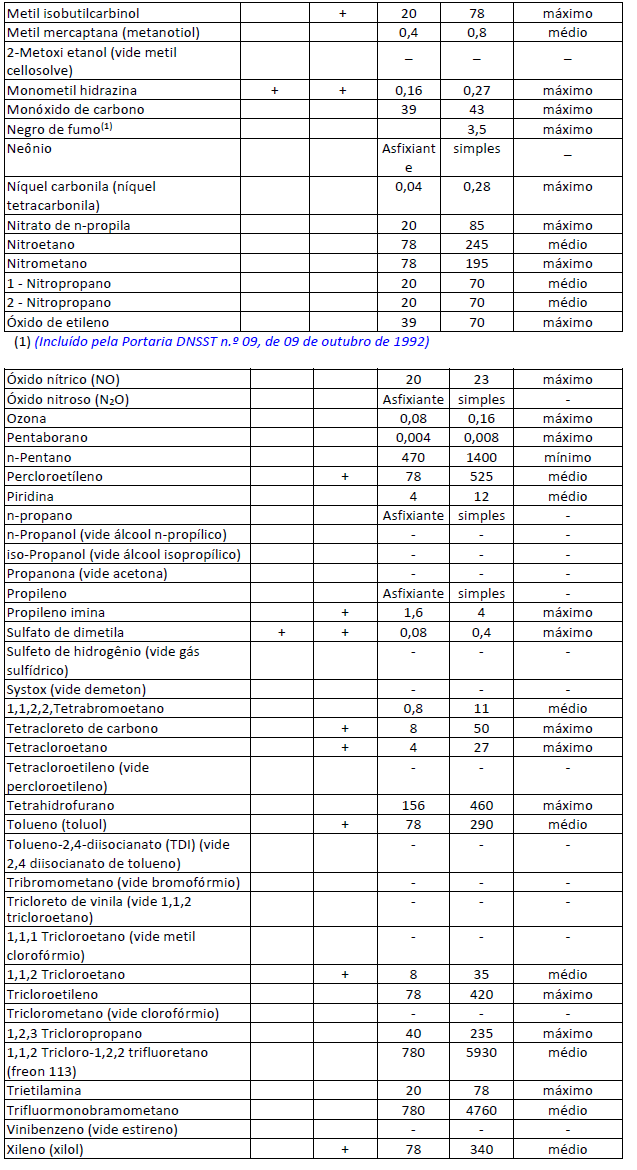 Metil isobutilcarbinol + 20 78 máximo
Metil mercaptana (metanotiol) 0,4 0,8 médio
2-Metoxi etanol (vide metil
cellosolve) – – –
Monometil hidrazina + + 0,16 0,27 máximo
Monóxido de carbono 39 43 máximo
Negro de fumo(1) 3,5 máximo
Neônio Asfixiant simples –
e
Níquel carbonila (níquel 0,04 0,28 máximo
tetracarbonila)
Nitrato de n-propila 20 85 máximo
Nitroetano 78 245 médio
Nitrometano 78 195 máximo
1 - Nitropropano 20 70 médio
2 - Nitropropano 20 70 médio
Óxido de etileno 39 70 máximo
(1) (Incluído pela Portaria DNSST n.º 09, de 09 de outubro de 1992)
Óxido nítrico (NO) 20 23 máximo
Óxido nitroso (N₂O) Asfixiante simples -
Ozona 0,08 0,16 máximo
Pentaborano 0,004 0,008 máximo
n-Pentano 470 1400 mínimo
Percloroetíleno + 78 525 médio
Piridina 4 12 médio
n-propano Asfixiante simples -
n-Propanol (vide álcool n-propílico) - - -
iso-Propanol (vide álcool isopropílico) - - -
Propanona (vide acetona) - - -
Propileno Asfixiante simples -
Propileno imina + 1,6 4 máximo
Sulfato de dimetila + + 0,08 0,4 máximo
Sulfeto de hidrogênio (vide gás - - -
sulfídrico)
Systox (vide demeton) - - -
1,1,2,2,Tetrabromoetano 0,8 11 médio
Tetracloreto de carbono + 8 50 máximo
Tetracloroetano + 4 27 máximo
Tetracloroetileno (vide - - -
percloroetileno)
Tetrahidrofurano 156 460 máximo
Tolueno (toluol) + 78 290 médio
Tolueno-2,4-diisocianato (TDI) (vide - - -
2,4 diisocianato de tolueno)
Tribromometano (vide bromofórmio) - - -
Tricloreto de vinila (vide 1,1,2 - - -
tricloroetano)
1,1,1 Tricloroetano (vide metil - - -
clorofórmio)
1,1,2 Tricloroetano + 8 35 médio
Tricloroetileno 78 420 máximo
Triclorometano (vide clorofórmio) - - -
1,2,3 Tricloropropano 40 235 máximo
1,1,2 Tricloro-1,2,2 trifluoretano 780 5930 médio
(freon 113)
Trietilamina 20 78 máximo
Trifluormonobramometano 780 4760 médio
Vinibenzeno (vide estireno) - - -
Xileno (xilol) + 78 340 médio